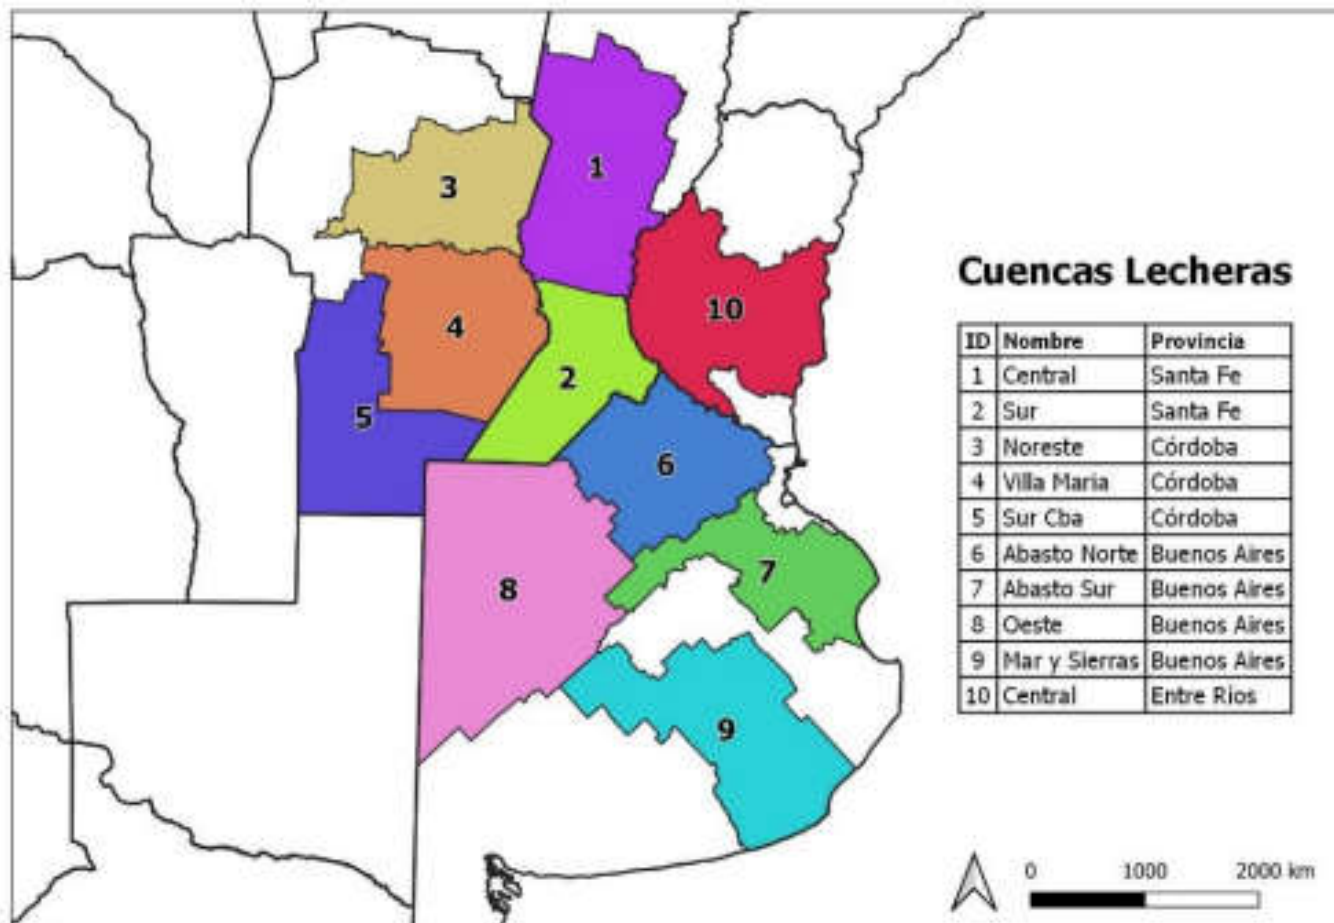 1
3
10
4
2
5
6
7
8
9
Cuencas Lecheras
ID Nombre Provincia
1 Central Santa Fe
2 Sur Santa Fe
3 Noreste Córdoba
4 Villa Maria Córdoba
5 Sur Cba Córdoba
6 Abasto Norte Buenos Aires
7 Abasto Sur Buenos Aires
8 Oeste Buenos Aires
9 Mar y Sierras Buenos Aires
10 Central Entre Rios
0 1000 2000 km